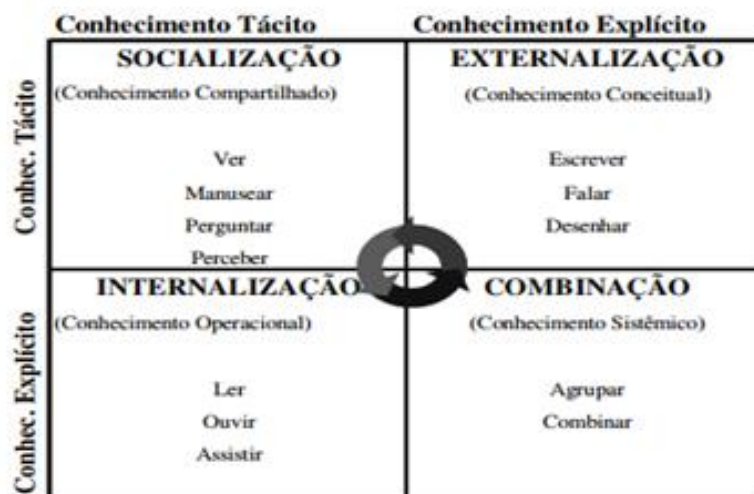 Conhecimento Tácito
Conhecimento Explícito
Conhec. Tácito
SOCIALIZAÇÃO
(Conhecimento Compartilhado)
Ver
Manusear
Perguntar
Perceber
EXTERNALIZAÇÃO
(Conhecimento Conceitual)
Escrever
Falar
Desenhar
Conhec. Explícito
INTERNALIZAÇÃO
(Conhecimento Operacional)
Ler
Ouvir
Assistir
COMBINAÇÃO
(Conhecimento Sistêmico)
Agrupar
Combinar